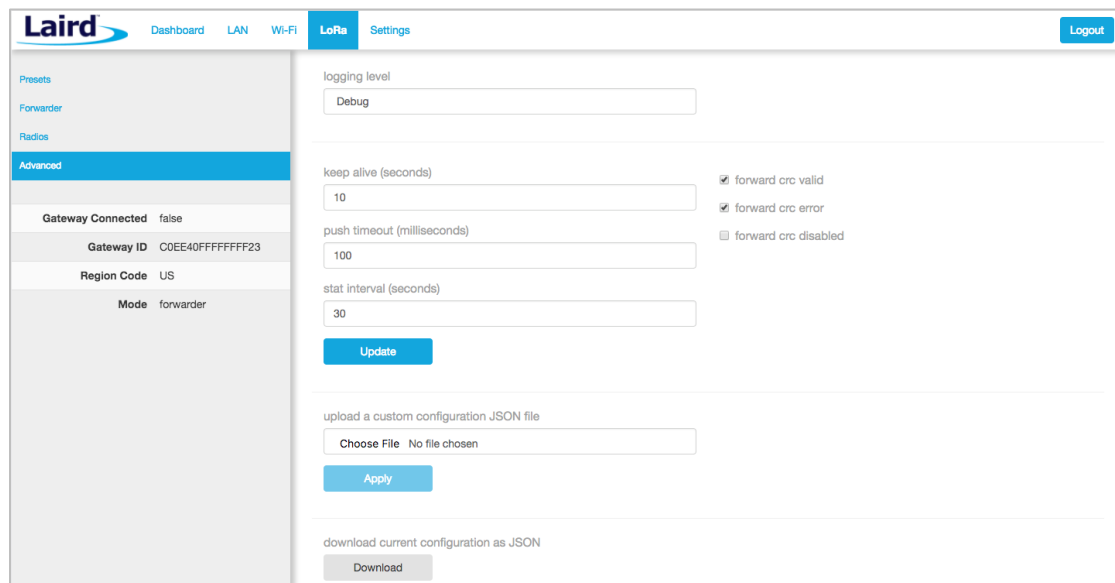 Laird
Dashboard LAN Wi-Fi LoRa Settings Logout
Presets
Forwarder
Radios
Advanced
Gateway Connected false
Gateway ID C0EE40FFFFFFFF23
Region Code US
Mode forwarder
logging level
Debug
keep alive (seconds)
10
push timeout (milliseconds)
100
stat interval (seconds)
30
Update
forward crc valid
forward crc error
forward crc disabled
upload a custom configuration JSON file
Choose File No file chosen
Apply
download current configuration as JSON
Download